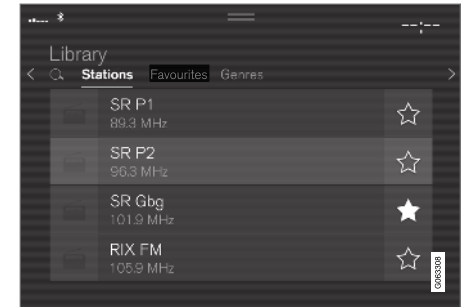 --:--
Library
Stations Favourites Genres
SR P1
89.3 MHz
SR P2
96.3 MHz
SR Gbg
101.9 MHz
RIX FM
105.9 MHz
G063308